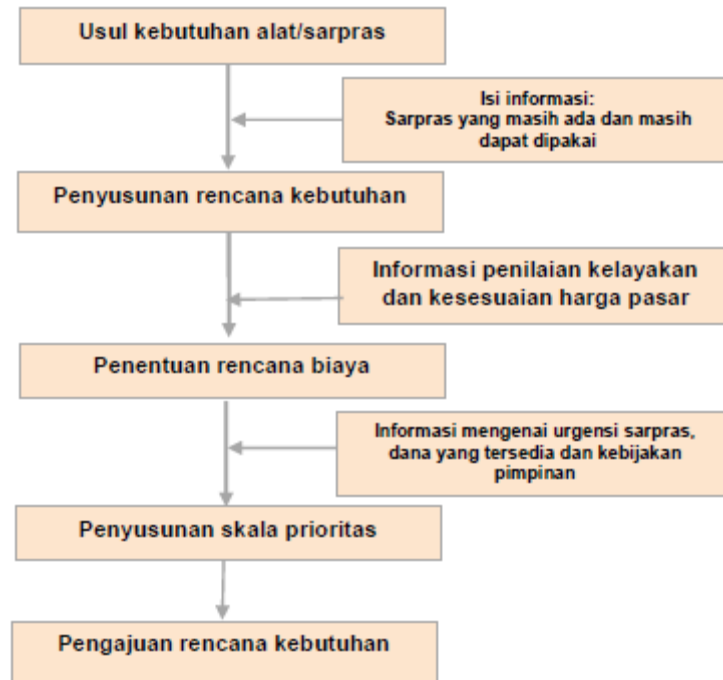 Usul kebutuhan alat/sarpras
Isi informasi:
Sarpras yang masih ada dan masih
dapat dipakai
Penyusunan rencana kebutuhan
Informasi penilaian kelayakan
dan kesesuaian harga pasar
Penentuan rencana biaya
Informasi mengenai urgensi sarpras,
dana yang tersedia dan kebijakan
pimpinan
Penyusunan skala prioritas
Pengajuan rencana kebutuhan